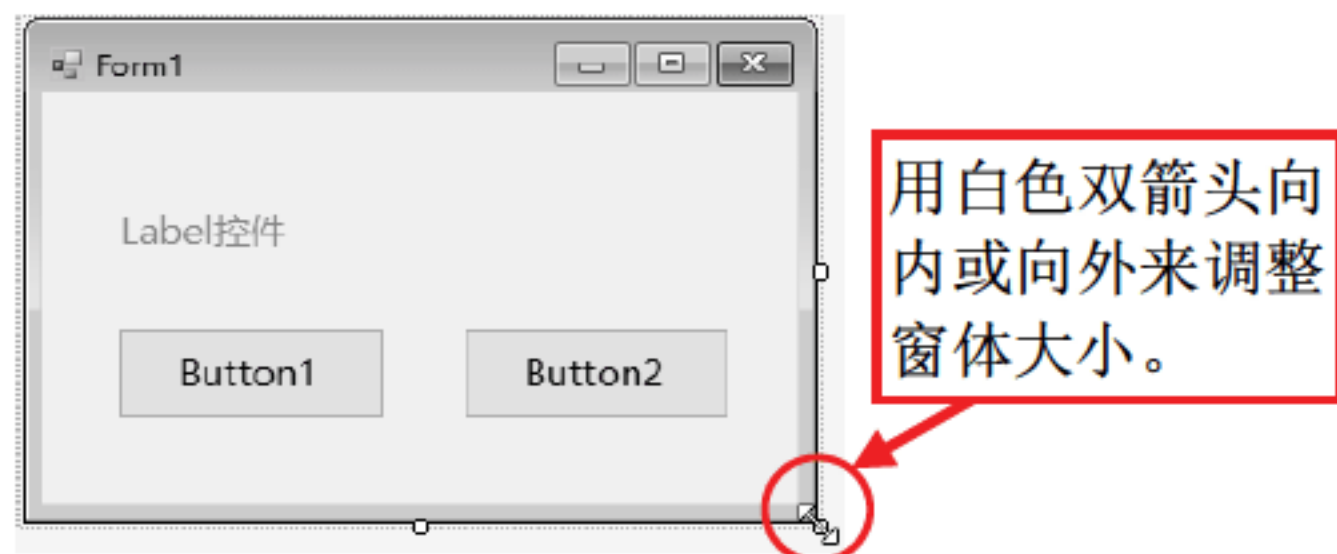 Form1
Label控件
Button1
Button2
用白色双箭头向
内或向外来调整
窗体大小。